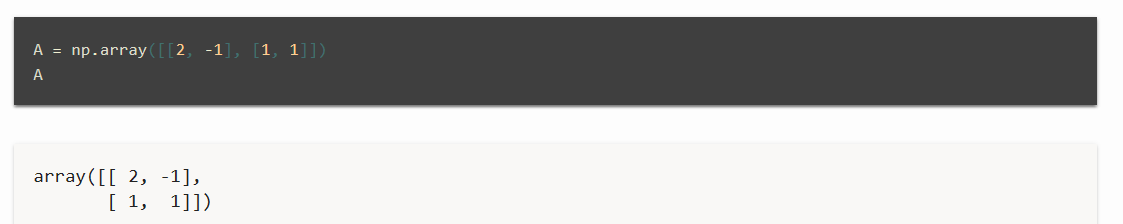 A = np.array([[2, -1], [1, 1]])
A
array([[ 2, -1],
       [ 1,  1]])